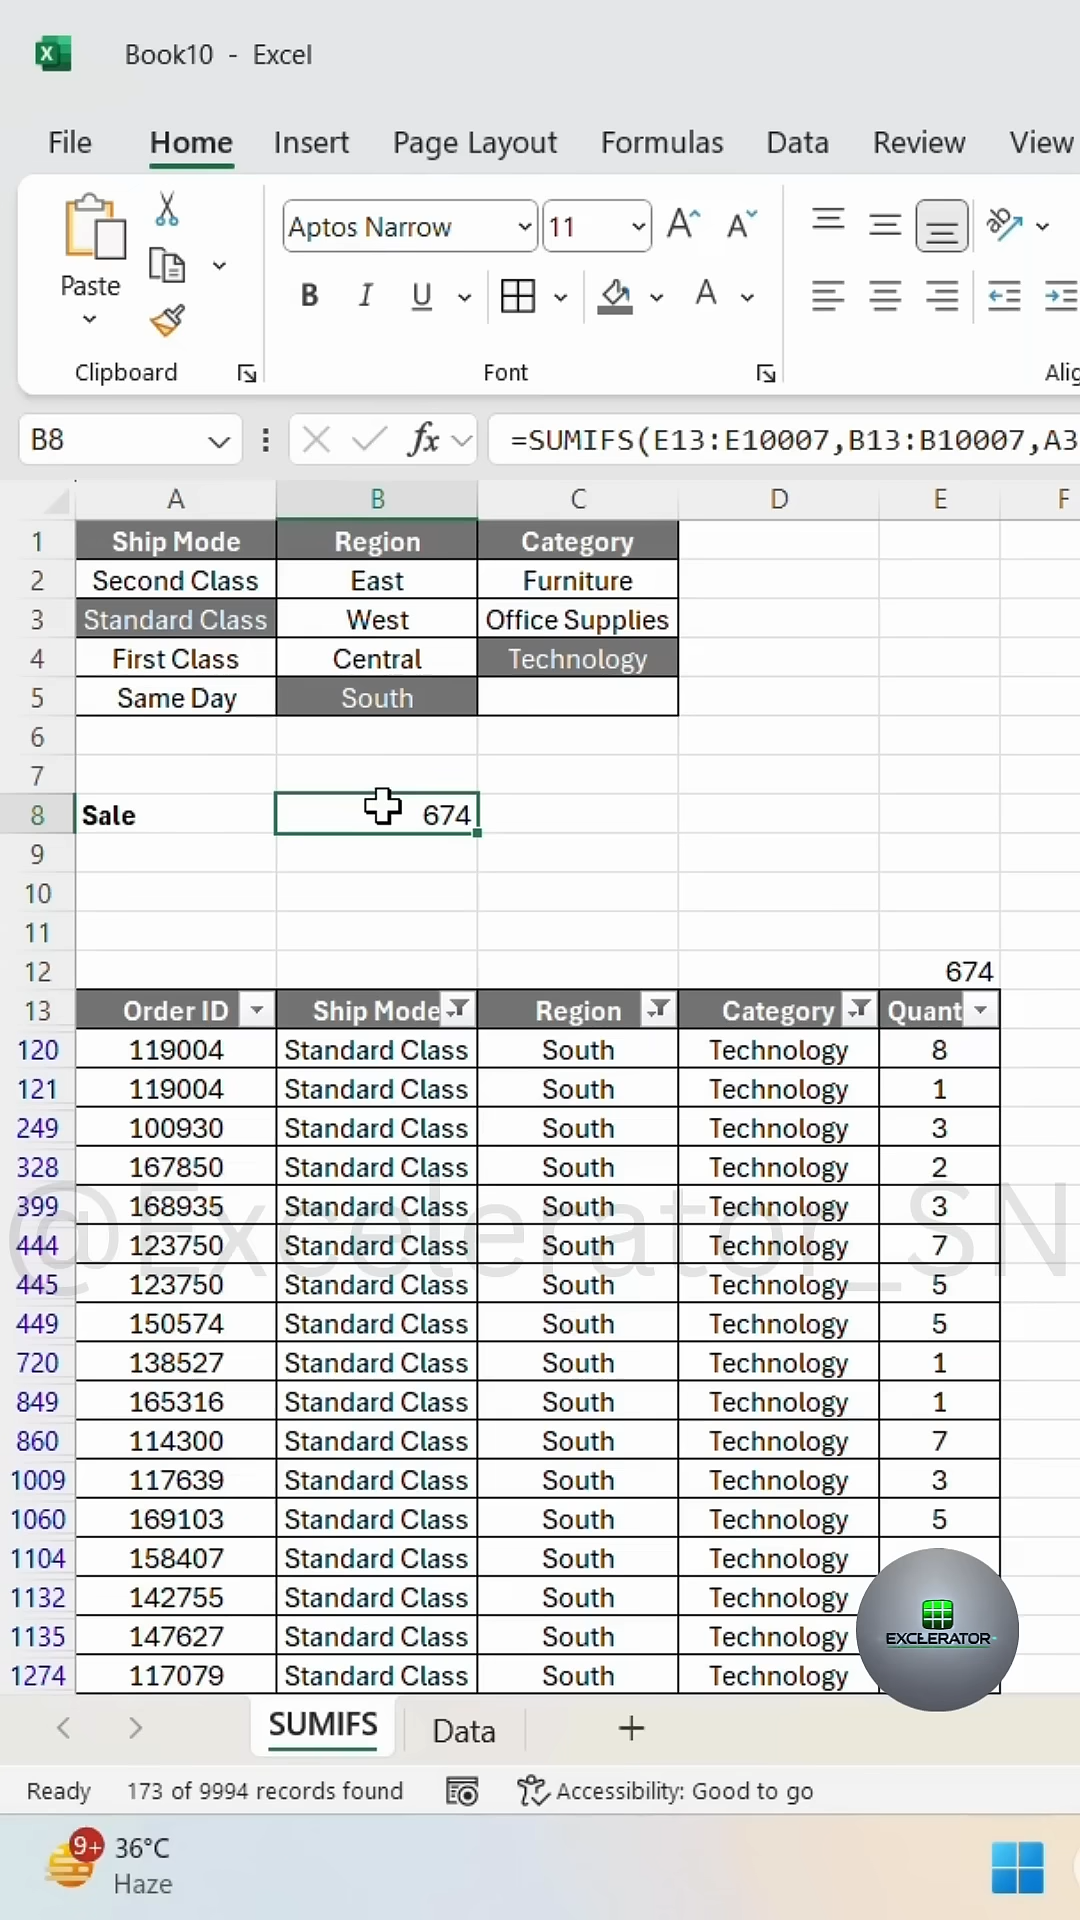 Book10 - Excel
File Home Insert Page Layout Formulas Data Review View
Aptos Narrow 11
Paste
B I U A
Clipboard Font Alig
B8 fx =SUMIFS(E13:E10007,B13:B10007,A3
A B C D E F
1 Ship Mode Region Category
2 Second Class East Furniture
3 Standard Class West Office Supplies
4 First Class Central Technology
5 Same Day South
6
7
8 Sale 674
9
10
11
12 674
13 Order ID Ship Mode Region Category Quant
120 119004 Standard Class South Technology 8
121 119004 Standard Class South Technology 1
249 100930 Standard Class South Technology 3
328 167850 Standard Class South Technology 2
399 168935 Standard Class South Technology 3
@Excelerator_SN
444 123750 Standard Class South Technology 7
445 123750 Standard Class South Technology 5
449 150574 Standard Class South Technology 5
720 138527 Standard Class South Technology 1
849 165316 Standard Class South Technology 1
860 114300 Standard Class South Technology 7
1009 117639 Standard Class South Technology 3
1060 169103 Standard Class South Technology 5
1104 158407 Standard Class South Technology
1132 142755 Standard Class South Technology
1135 147627 Standard Class South Technology
EXCLERATOR
1274 117079 Standard Class South Technology
SUMIFS Data +
Ready 173 of 9994 records found Accessibility: Good to go
9+ 36°C
Haze